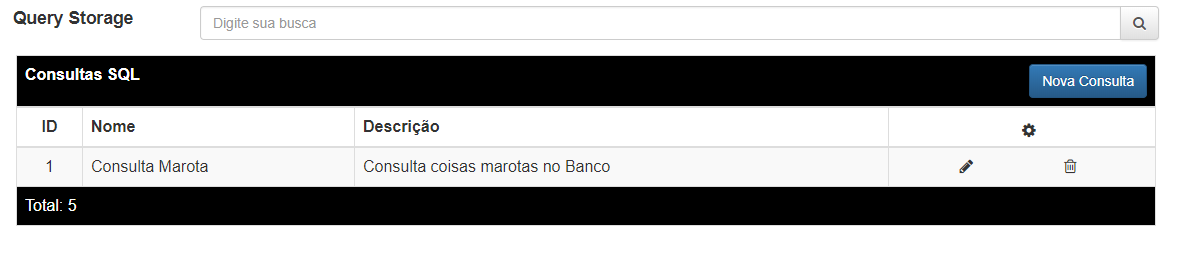 Query Storage
Digite sua busca
Consultas SQL
Nova Consulta
ID Nome Descrição
1 Consulta Marota Consulta coisas marotas no Banco
Total: 5